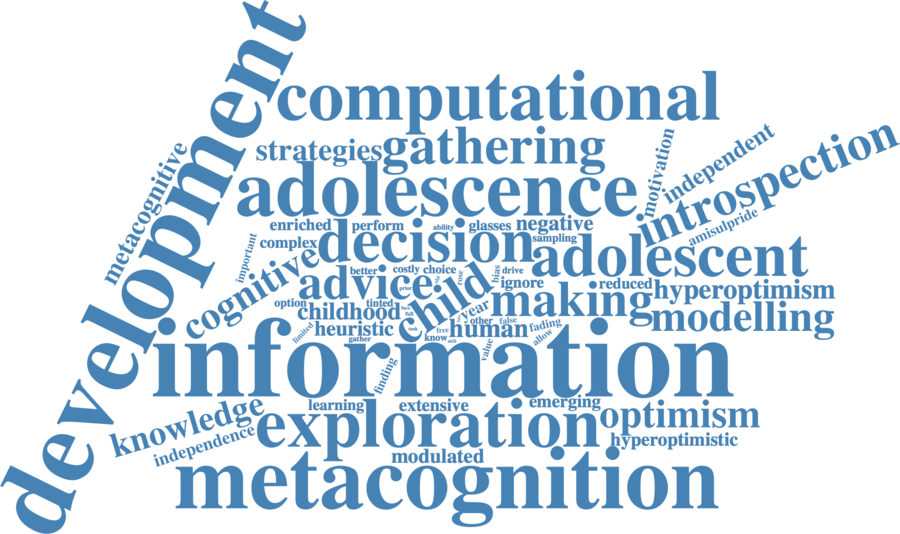 development
computational
strategies
gathering
metacognitive
motivation
independent
introspection
adolescence
amisulpride
enriched
perform
ability
glasses
negative
important
complex
decision
sampling
adolescent
cognitive
better
costly
choice
bias
drive
advice
child
ignore
reduced
hyperoptimism
option
tinted
prior
making
childhood
year
modelling
limited
heuristic
other
false
human
fading
free
know
allow
gather
value
information
finding
knowledge
learning
extensive
emerging
exploration
optimism
independence
hyperoptimistic
modulated
metacognition